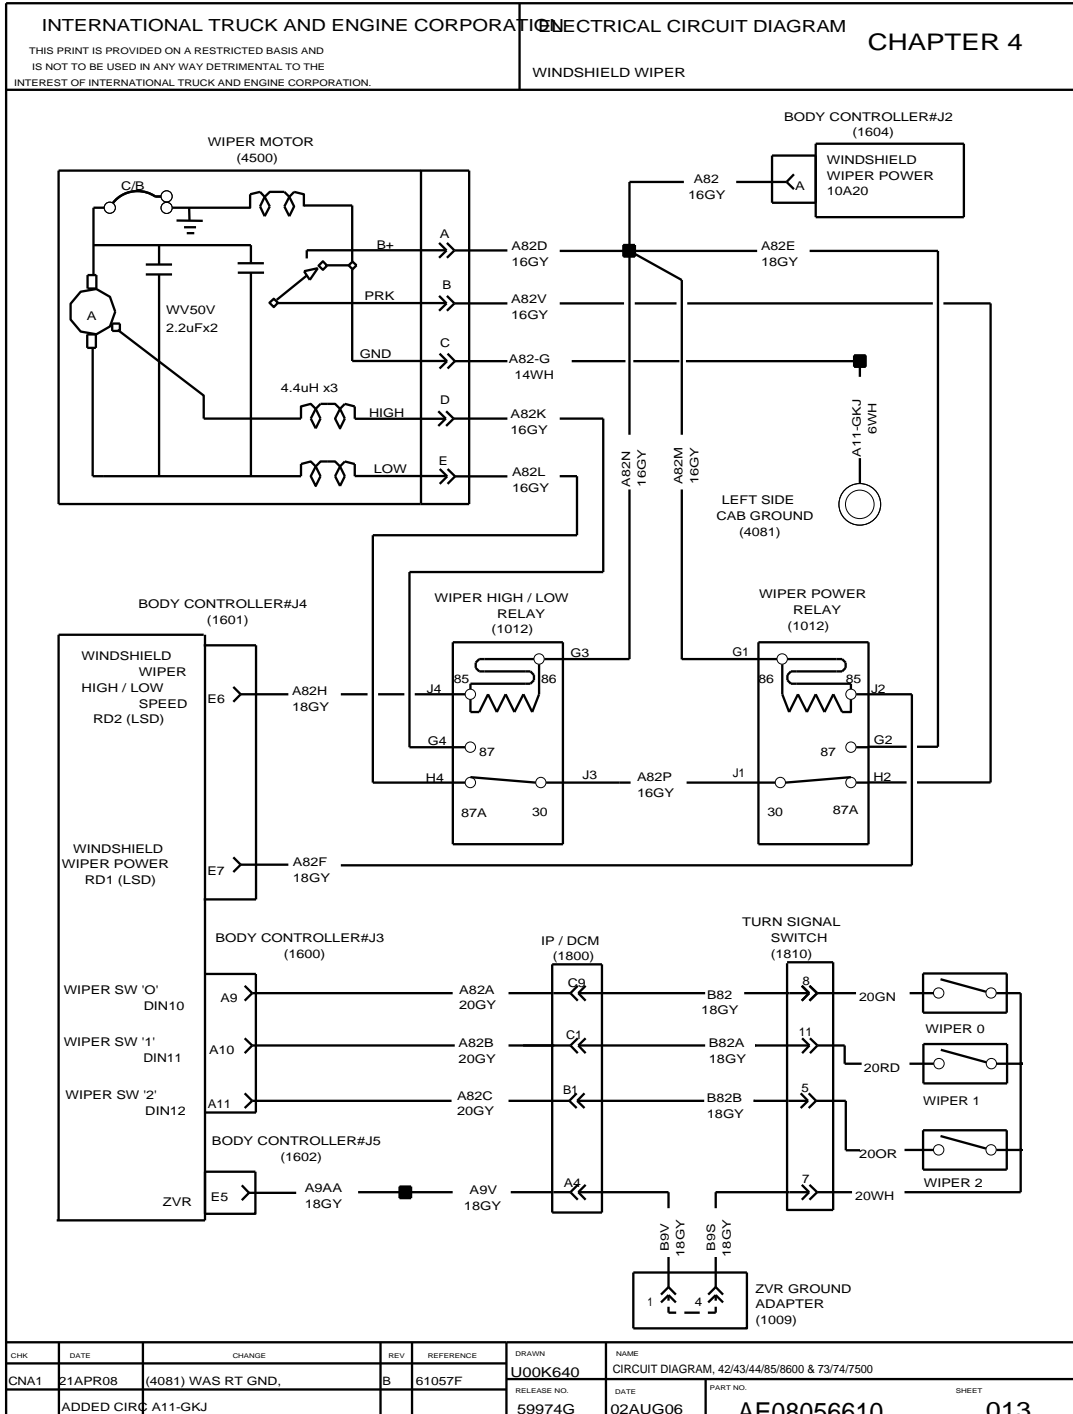 INTERNATIONAL TRUCK AND ENGINE CORPORATION
THIS PRINT IS PROVIDED ON A RESTRICTED BASIS AND
IS NOT TO BE USED IN ANY WAY DETRIMENTAL TO THE
INTEREST OF INTERNATIONAL TRUCK AND ENGINE CORPORATION.
ELECTRICAL CIRCUIT DIAGRAM
CHAPTER 4
WINDSHIELD WIPER
BODY CONTROLLER#J2
(1604)
WINDSHIELD
WIPER POWER
10A20
A
A82
16GY
WIPER MOTOR
(4500)
C/B
B+
A
A82D
16GY
A82E
18GY
PRK
B
A82V
16GY
A
WV50V
2.2uFx2
GND
C
A82-G
14WH
4.4uH x3
HIGH
D
A82K
16GY
LOW
E
A82L
16GY
A82N
16GY
A82M
16GY
A11-GKJ
6WH
LEFT SIDE
CAB GROUND
(4081)
BODY CONTROLLER#J4
(1601)
WIPER HIGH / LOW
RELAY
(1012)
WIPER POWER
RELAY
(1012)
WINDSHIELD
WIPER
HIGH / LOW
SPEED
RD2 (LSD)
E6
A82H
18GY
J4
85
86
G3
G1
86
85
J2
G4
87
87
G2
H4
87A
30
J3
A82P
16GY
J1
30
87A
H2
WINDSHIELD
WIPER POWER
RD1 (LSD)
E7
A82F
18GY
BODY CONTROLLER#J3
(1600)
IP / DCM
(1800)
TURN SIGNAL
SWITCH
(1810)
WIPER SW 'O'
DIN10
A9
A82A
20GY
C9
B82
18GY
8
20GN
WIPER 0
WIPER SW '1'
DIN11
A10
A82B
20GY
C1
B82A
18GY
11
20RD
WIPER 1
WIPER SW '2'
DIN12
A11
A82C
20GY
B1
B82B
18GY
5
20OR
WIPER 2
BODY CONTROLLER#J5
(1602)
ZVR
E5
A9AA
18GY
A9V
18GY
A4
7
20WH
B9V
18GY
B9S
18GY
1
4
ZVR GROUND
ADAPTER
(1009)
CHK
DATE
CHANGE
REV
REFERENCE
CNA1
21APR08
(4081) WAS RT GND,
B
61057F
ADDED CIRC A11-GKJ
DRAWN
U00K640
NAME
CIRCUIT DIAGRAM, 42/43/44/85/8600 & 73/74/7500
RELEASE NO.
59974G
DATE
02AUG06
PART NO.
AE08056610
SHEET
013